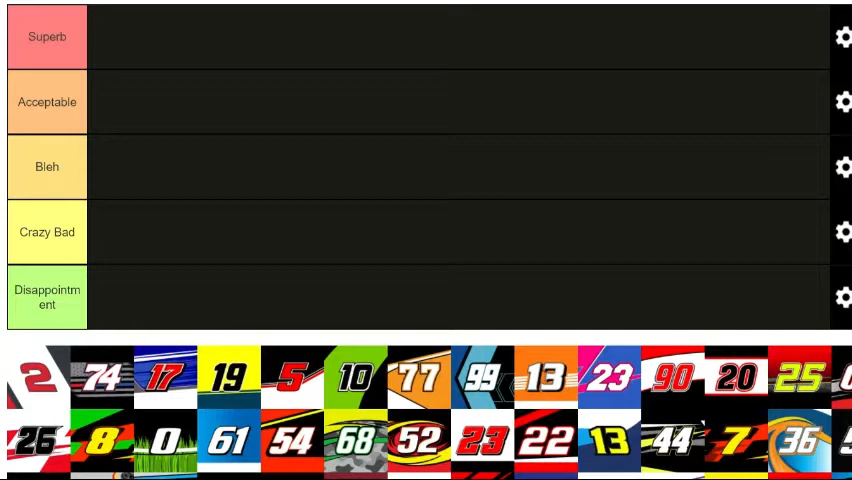 Superb
Acceptable
Bleh
Crazy Bad
Disappointm
ent
2 74 17 19 5 10 77 99 13 23 90 20 25
26 8 0 61 54 68 52 23 22 13 44 7 36